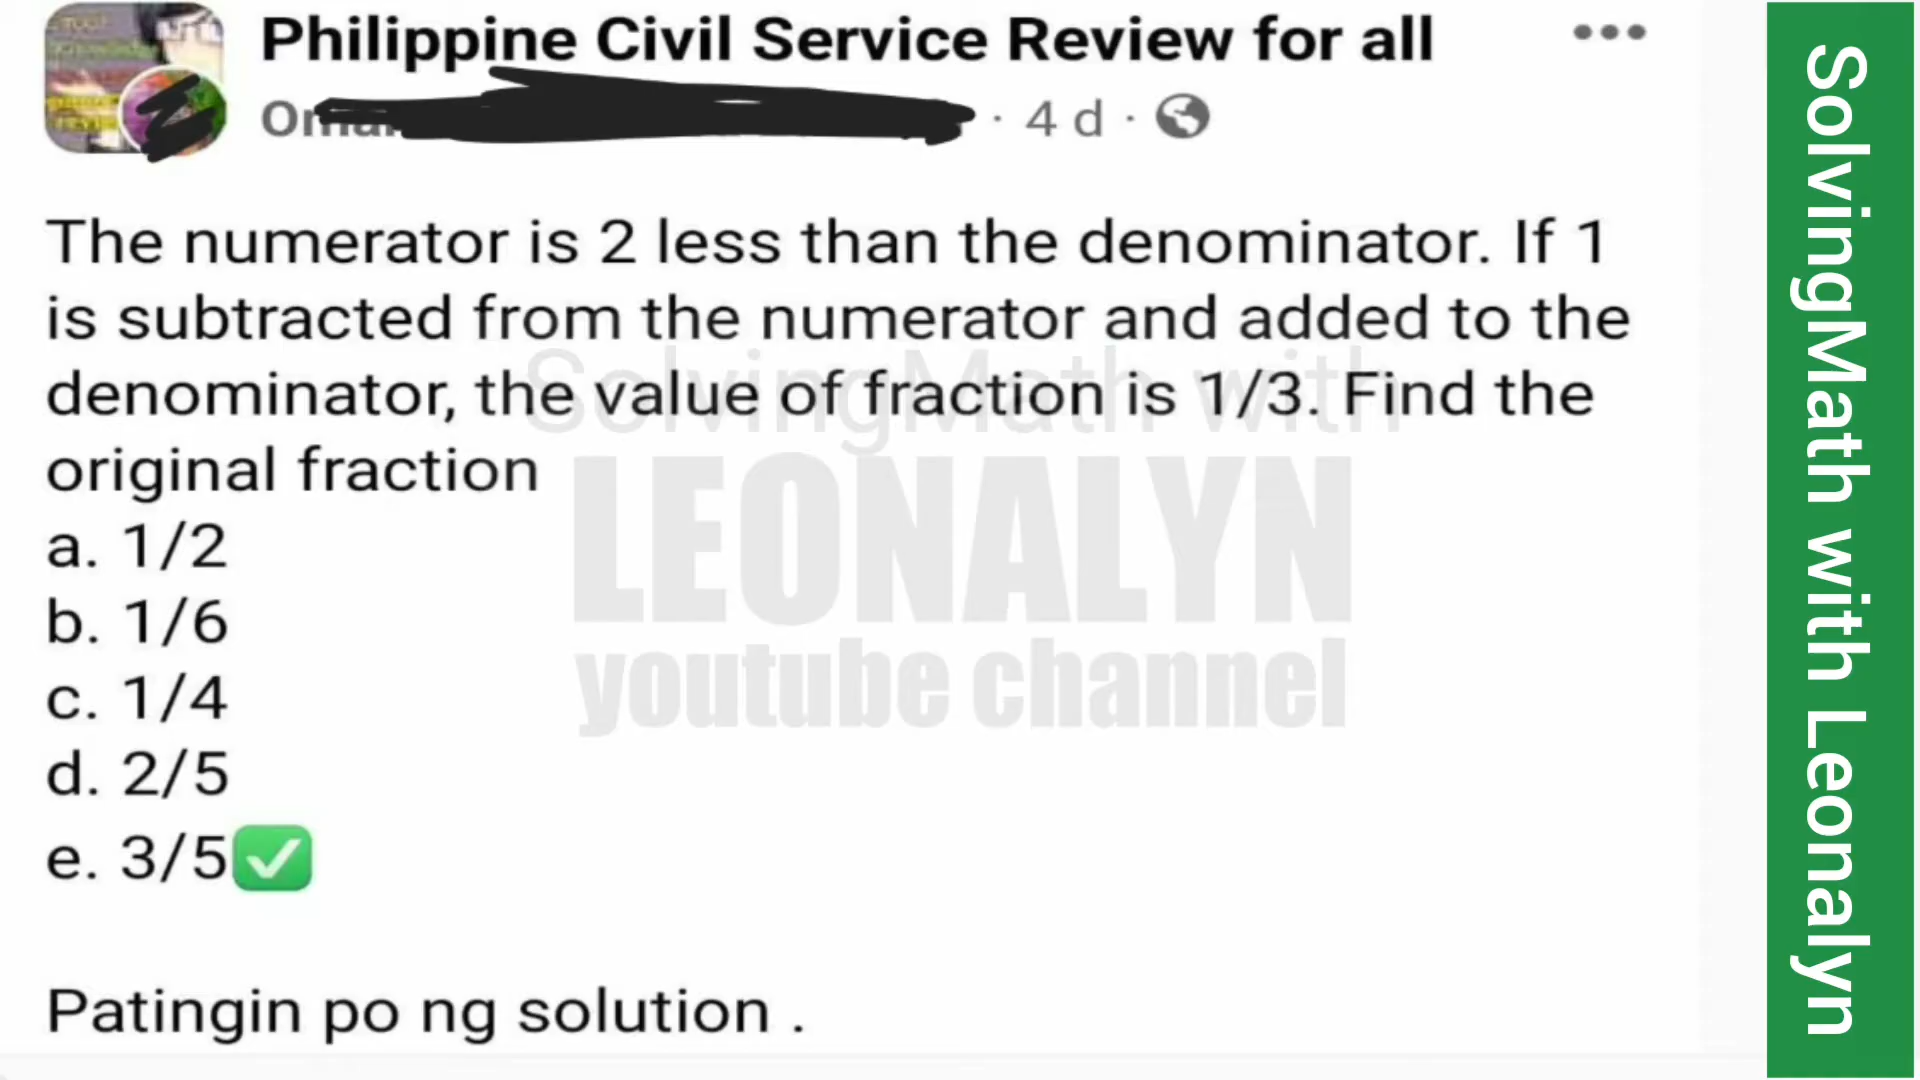 Philippine Civil Service Review for all
· 4 d ·
The numerator is 2 less than the denominator. If 1
is subtracted from the numerator and added to the
denominator, the value of fraction is 1/3. Find the
original fraction
a. 1/2
b. 1/6
c. 1/4
d. 2/5
e. 3/5✅
Patingin po ng solution .
SolvingMath with
LEONALYN
youtube channel
SolvingMath with Leonalyn